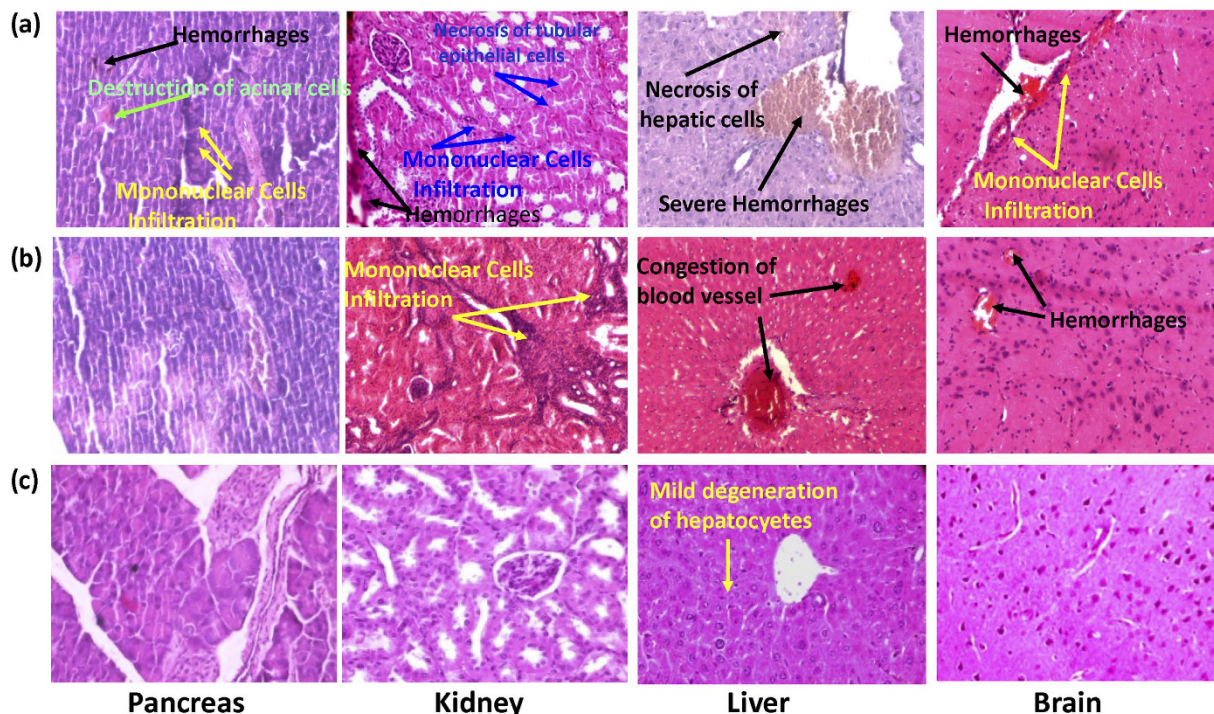 (a)
Hemorrhages
Destruction of acinar cells
Mononuclear Cells
Infiltration
Necrosis of tubular
epithelial cells
Mononuclear Cells
Infiltration
Hemorrhages
Necrosis of
hepatic cells
Severe Hemorrhages
Hemorrhages
Mononuclear Cells
Infiltration
(b)
Mononuclear Cells
Infiltration
Congestion of
blood vessel
Hemorrhages
(c)
Mild degeneration
of hepatocyetes
Pancreas
Kidney
Liver
Brain